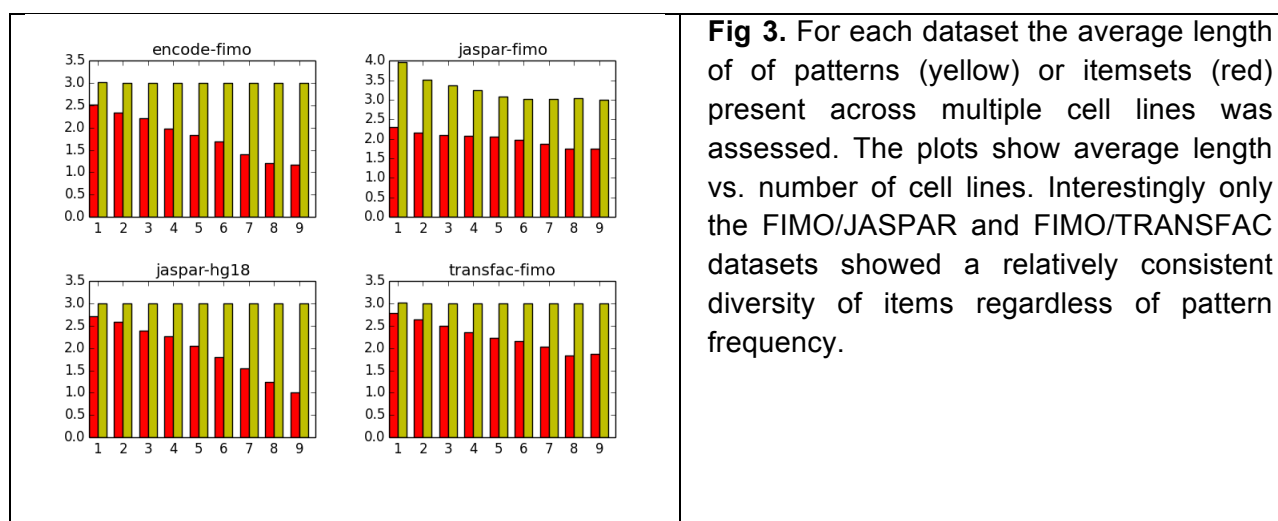 encode-fimo
3.5
3.0
2.5
2.0
1.5
1.0
0.5
0.0
1 2 3 4 5 6 7 8 9
jaspar-fimo
4.0
3.5
3.0
2.5
2.0
1.5
1.0
0.5
0.0
1 2 3 4 5 6 7 8 9
jaspar-hg18
3.5
3.0
2.5
2.0
1.5
1.0
0.5
0.0
1 2 3 4 5 6 7 8 9
transfac-fimo
3.5
3.0
2.5
2.0
1.5
1.0
0.5
0.0
1 2 3 4 5 6 7 8 9
Fig 3. For each dataset the average length
of of patterns (yellow) or itemsets (red)
present across multiple cell lines was
assessed. The plots show average length
vs. number of cell lines. Interestingly only
the FIMO/JASPAR and FIMO/TRANSFAC
datasets showed a relatively consistent
diversity of items regardless of pattern
frequency.